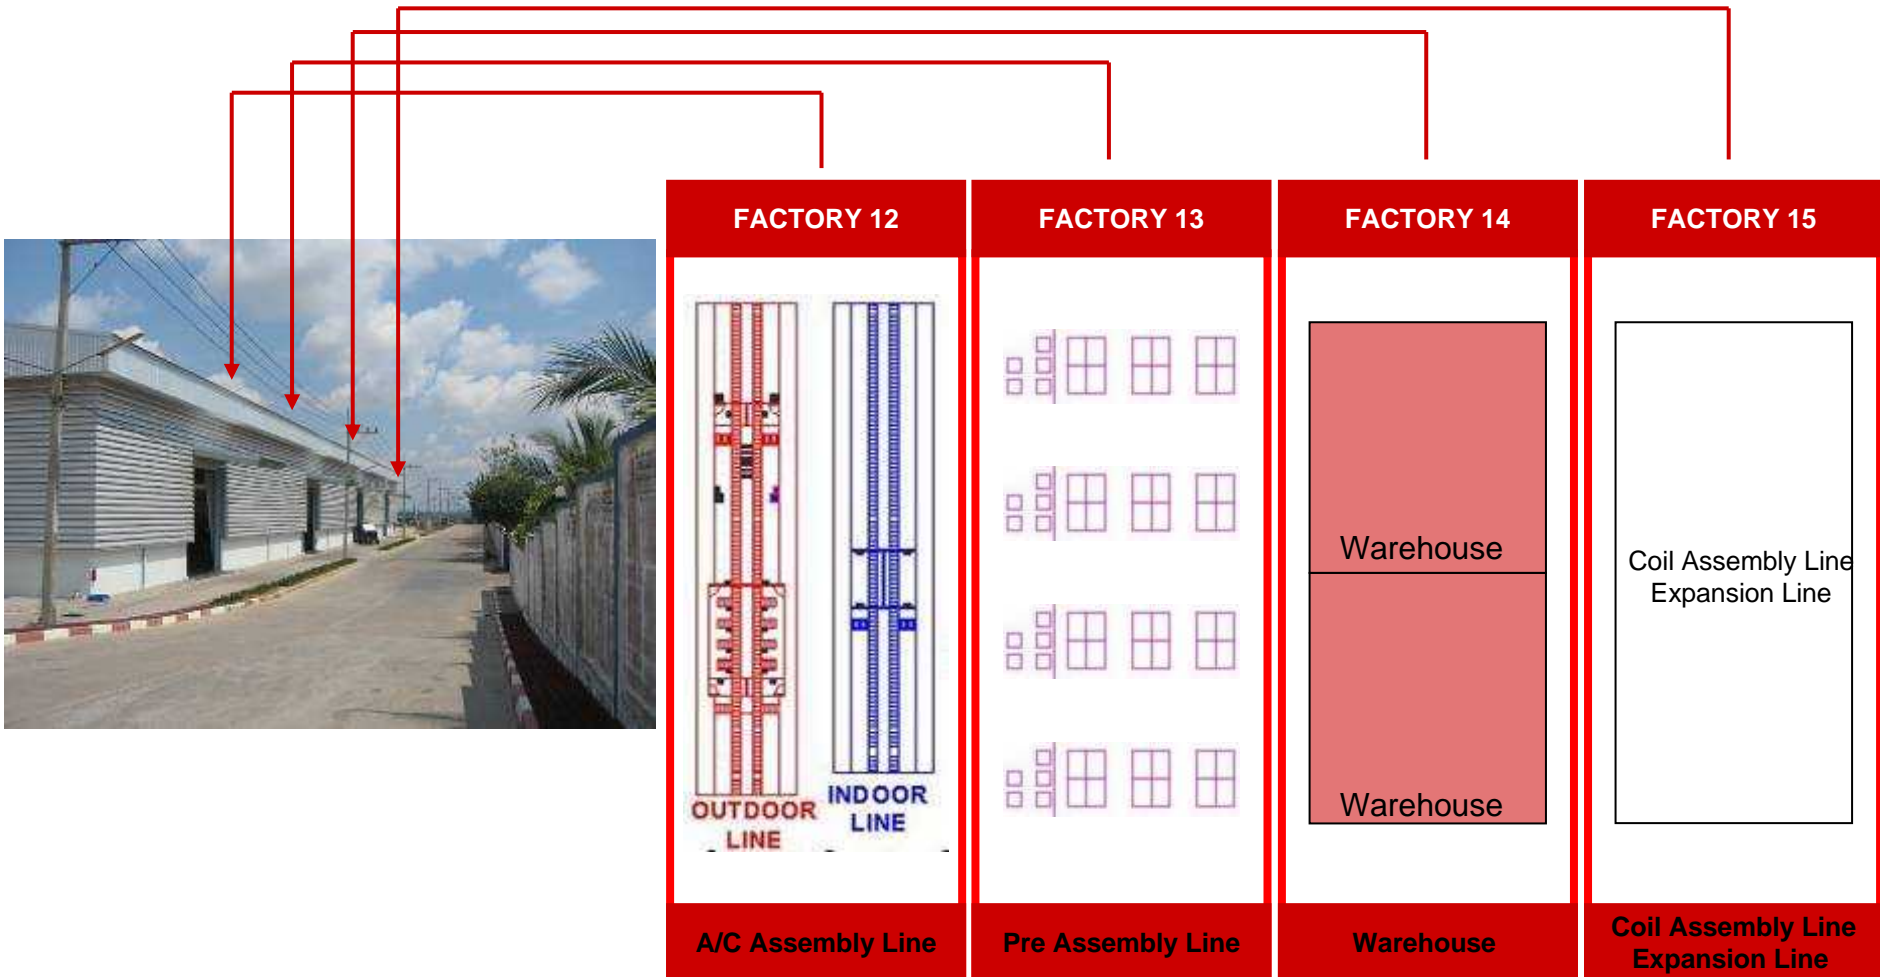 FACTORY 12
FACTORY 13
FACTORY 14
FACTORY 15
OUTDOOR
LINE
INDOOR
LINE
Warehouse
Warehouse
Coil Assembly Line
Expansion Line
A/C Assembly Line
Pre Assembly Line
Warehouse
Coil Assembly Line
Expansion Line